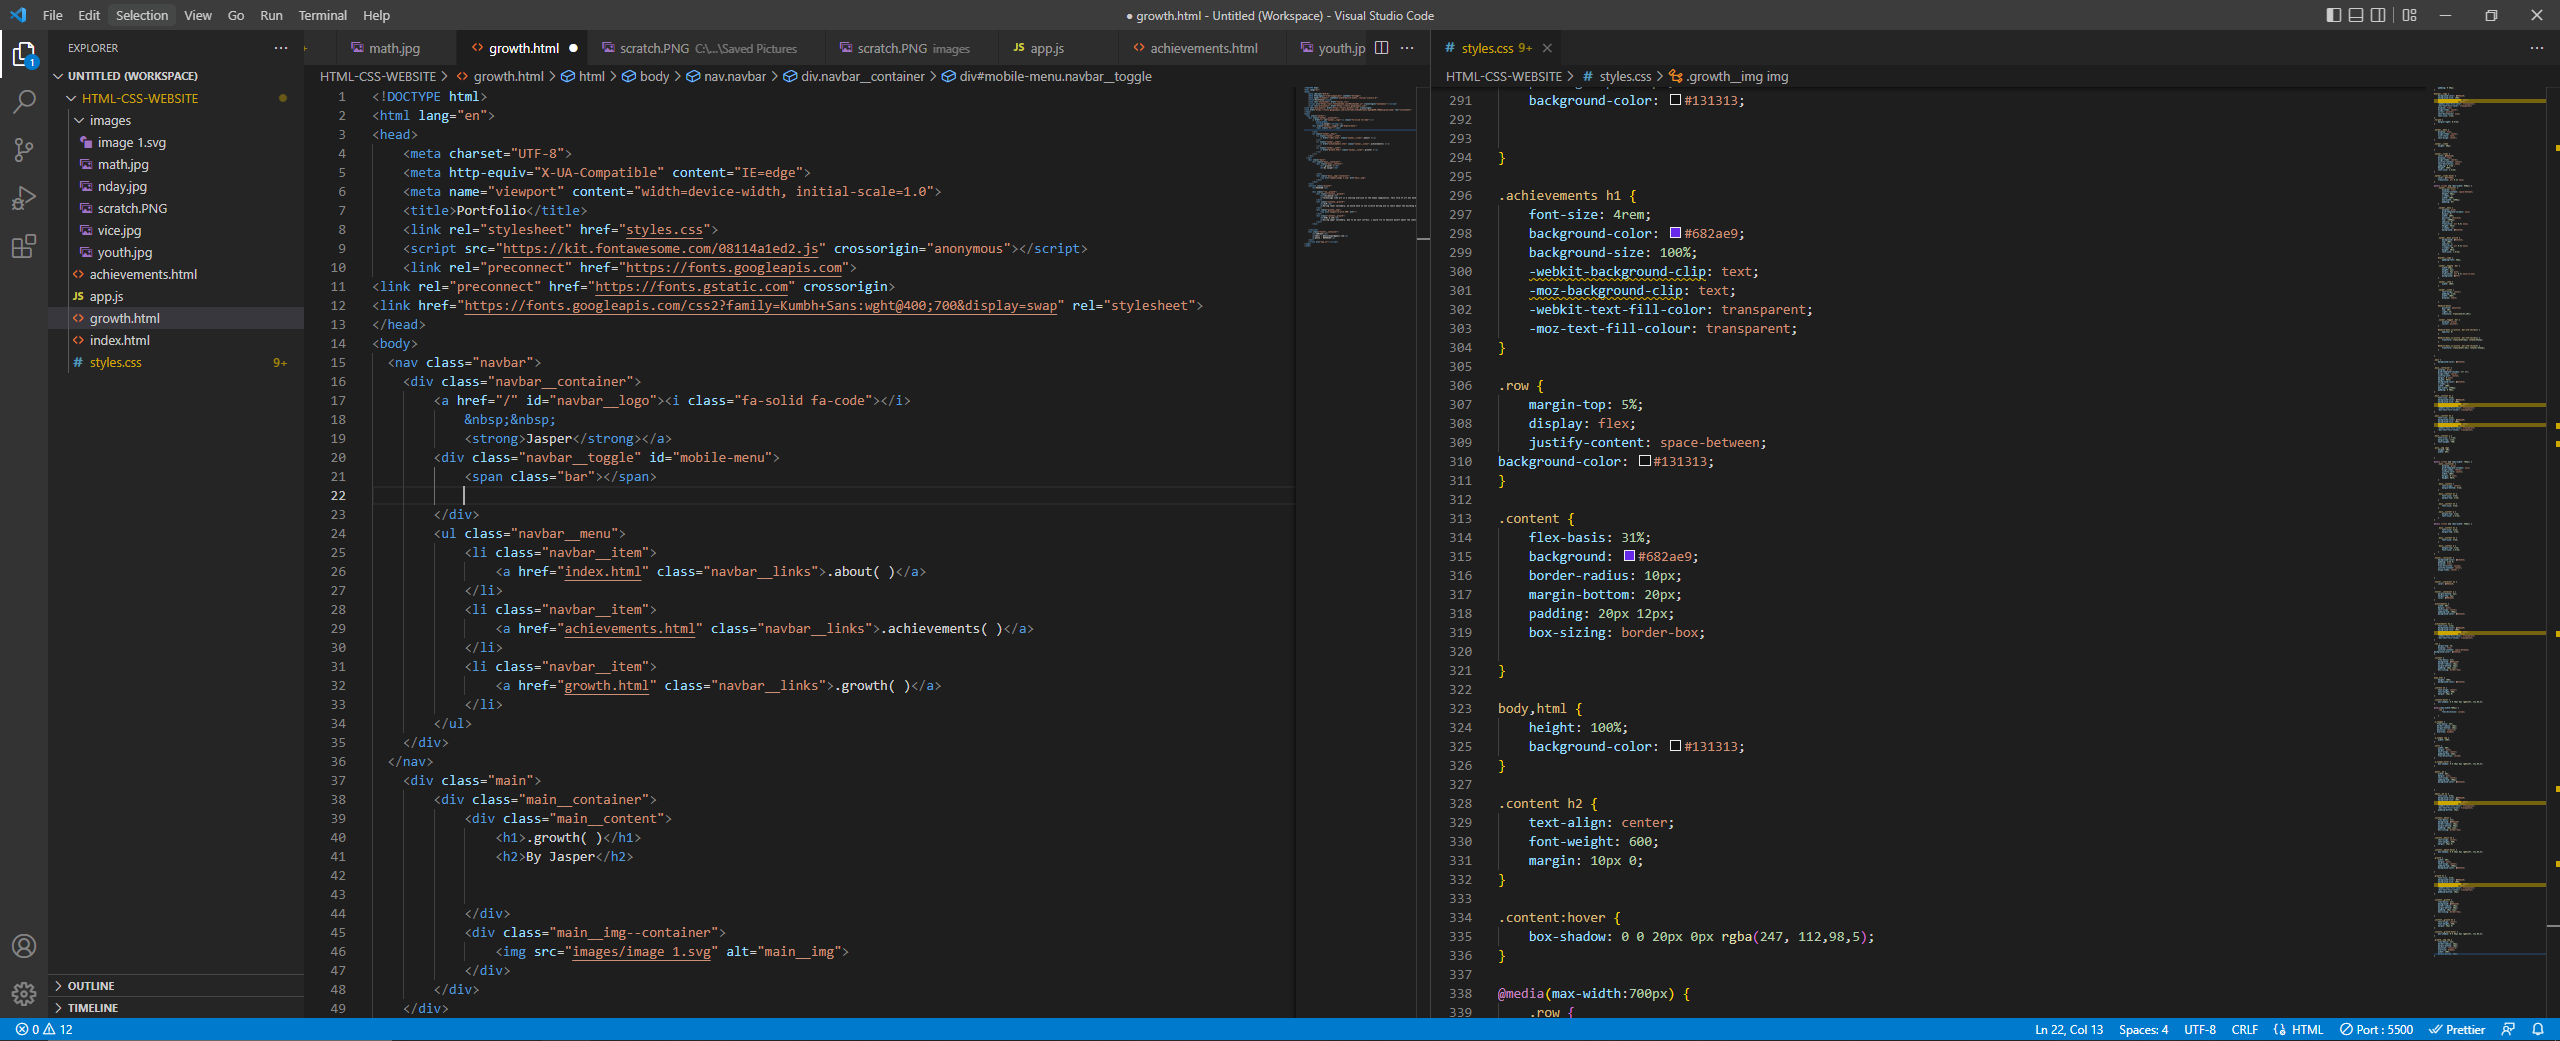 File Edit Selection View Go Run Terminal Help
● growth.html - Untitled (Workspace) - Visual Studio Code
EXPLORER
1
UNTITLED (WORKSPACE)
HTML-CSS-WEBSITE
images
image 1.svg
math.jpg
nday.jpg
scratch.PNG
vice.jpg
youth.jpg
achievements.html
JS app.js
growth.html
index.html
# styles.css 9+
OUTLINE
TIMELINE
math.jpg
growth.html
scratch.PNG C:\...\Saved Pictures
scratch.PNG images
JS app.js
achievements.html
youth.jp
HTML-CSS-WEBSITE > growth.html > html > body > nav.navbar > div.navbar__container > div#mobile-menu.navbar__toggle
1 <!DOCTYPE html>
2 <html lang="en">
3 <head>
4 <meta charset="UTF-8">
5 <meta http-equiv="X-UA-Compatible" content="IE=edge">
6 <meta name="viewport" content="width=device-width, initial-scale=1.0">
7 <title>Portfolio</title>
8 <link rel="stylesheet" href="styles.css">
9 <script src="https://kit.fontawesome.com/08114a1ed2.js" crossorigin="anonymous"></script>
10 <link rel="preconnect" href="https://fonts.googleapis.com">
11 <link rel="preconnect" href="https://fonts.gstatic.com" crossorigin>
12 <link href="https://fonts.googleapis.com/css2?family=Kumbh+Sans:wght@400;700&display=swap" rel="stylesheet">
13 </head>
14 <body>
15 <nav class="navbar">
16 <div class="navbar__container">
17 <a href="/" id="navbar__logo"><i class="fa-solid fa-code"></i>
18 &nbsp;&nbsp;
19 <strong>Jasper</strong></a>
20 <div class="navbar__toggle" id="mobile-menu">
21 <span class="bar"></span>
22
23 </div>
24 <ul class="navbar__menu">
25 <li class="navbar__item">
26 <a href="index.html" class="navbar__links">.about( )</a>
27 </li>
28 <li class="navbar__item">
29 <a href="achievements.html" class="navbar__links">.achievements( )</a>
30 </li>
31 <li class="navbar__item">
32 <a href="growth.html" class="navbar__links">.growth( )</a>
33 </li>
34 </ul>
35 </div>
36 </nav>
37 <div class="main">
38 <div class="main__container">
39 <div class="main__content">
40 <h1>.growth( )</h1>
41 <h2>By Jasper</h2>
42
43
44 </div>
45 <div class="main__img--container">
46 <img src="images/image 1.svg" alt="main__img">
47 </div>
48 </div>
49 </div>
# styles.css 9+
HTML-CSS-WEBSITE > # styles.css > .growth__img img
291 background-color: #131313;
292
293
294 }
295
296 .achievements h1 {
297 font-size: 4rem;
298 background-color: #682ae9;
299 background-size: 100%;
300 -webkit-background-clip: text;
301 -moz-background-clip: text;
302 -webkit-text-fill-color: transparent;
303 -moz-text-fill-colour: transparent;
304 }
305
306 .row {
307 margin-top: 5%;
308 display: flex;
309 justify-content: space-between;
310 background-color: #131313;
311 }
312
313 .content {
314 flex-basis: 31%;
315 background: #682ae9;
316 border-radius: 10px;
317 margin-bottom: 20px;
318 padding: 20px 12px;
319 box-sizing: border-box;
320
321 }
322
323 body,html {
324 height: 100%;
325 background-color: #131313;
326 }
327
328 .content h2 {
329 text-align: center;
330 font-weight: 600;
331 margin: 10px 0;
332 }
333
334 .content:hover {
335 box-shadow: 0 0 20px 0px rgba(247, 112,98,5);
336 }
337
338 @media(max-width:700px) {
339 .row {
0 12
Ln 22, Col 13 Spaces: 4 UTF-8 CRLF HTML Port : 5500 Prettier